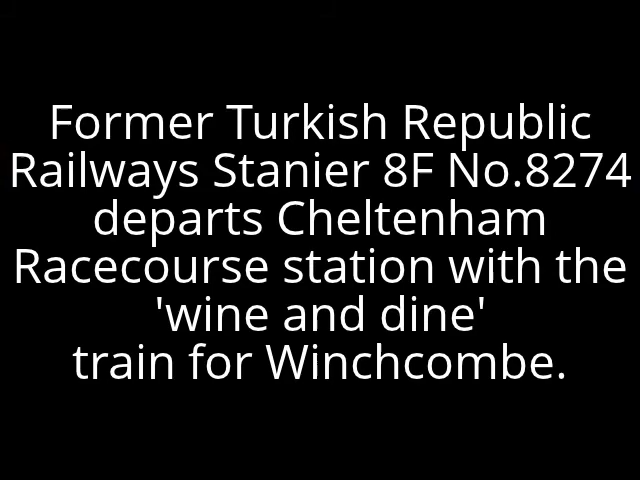 Former Turkish Republic
Railways Stanier 8F No.8274
departs Cheltenham
Racecourse station with the
'wine and dine'
train for Winchcombe.